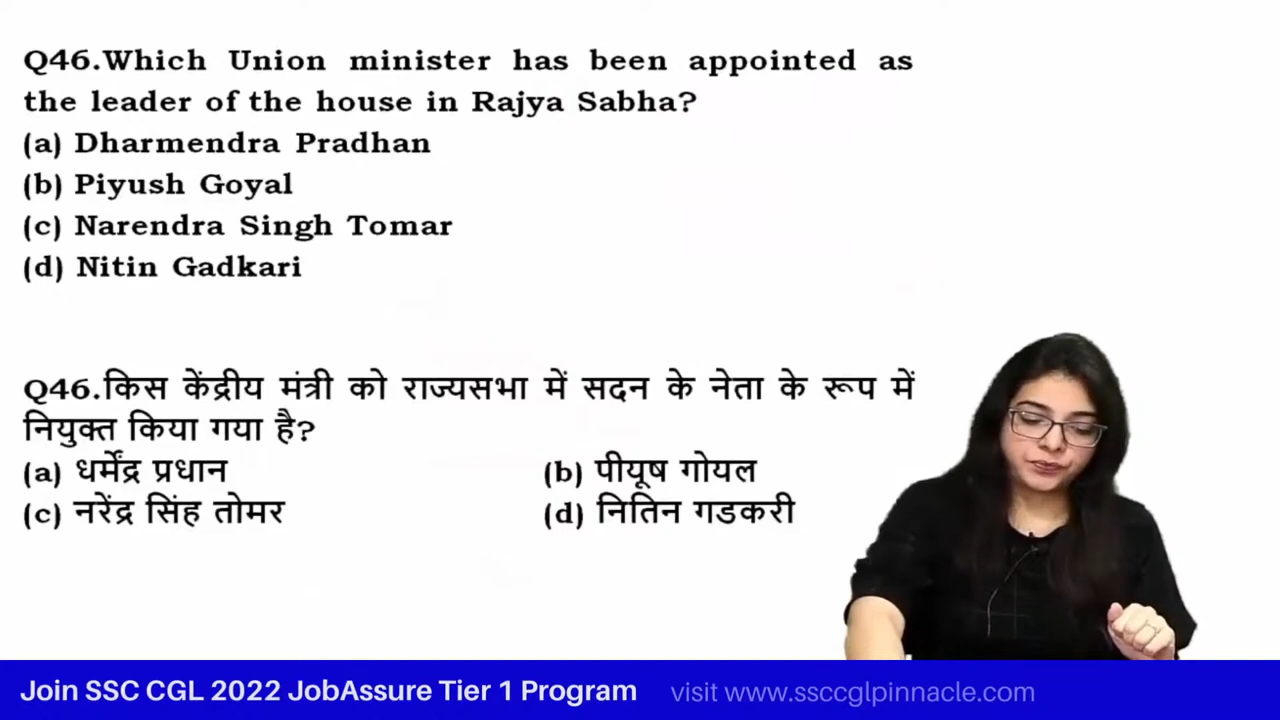 Q46.Which Union minister has been appointed as
the leader of the house in Rajya Sabha?
(a) Dharmendra Pradhan
(b) Piyush Goyal
(c) Narendra Singh Tomar
(d) Nitin Gadkari
Q46.किस केंद्रीय मंत्री को राज्यसभा में सदन के नेता के रूप में
नियुक्त किया गया है?
(a) धर्मेंद्र प्रधान (b) पीयूष गोयल
(c) नरेंद्र सिंह तोमर (d) नितिन गडकरी
Join SSC CGL 2022 JobAssure Tier 1 Program visit www.ssccglpinnacle.com